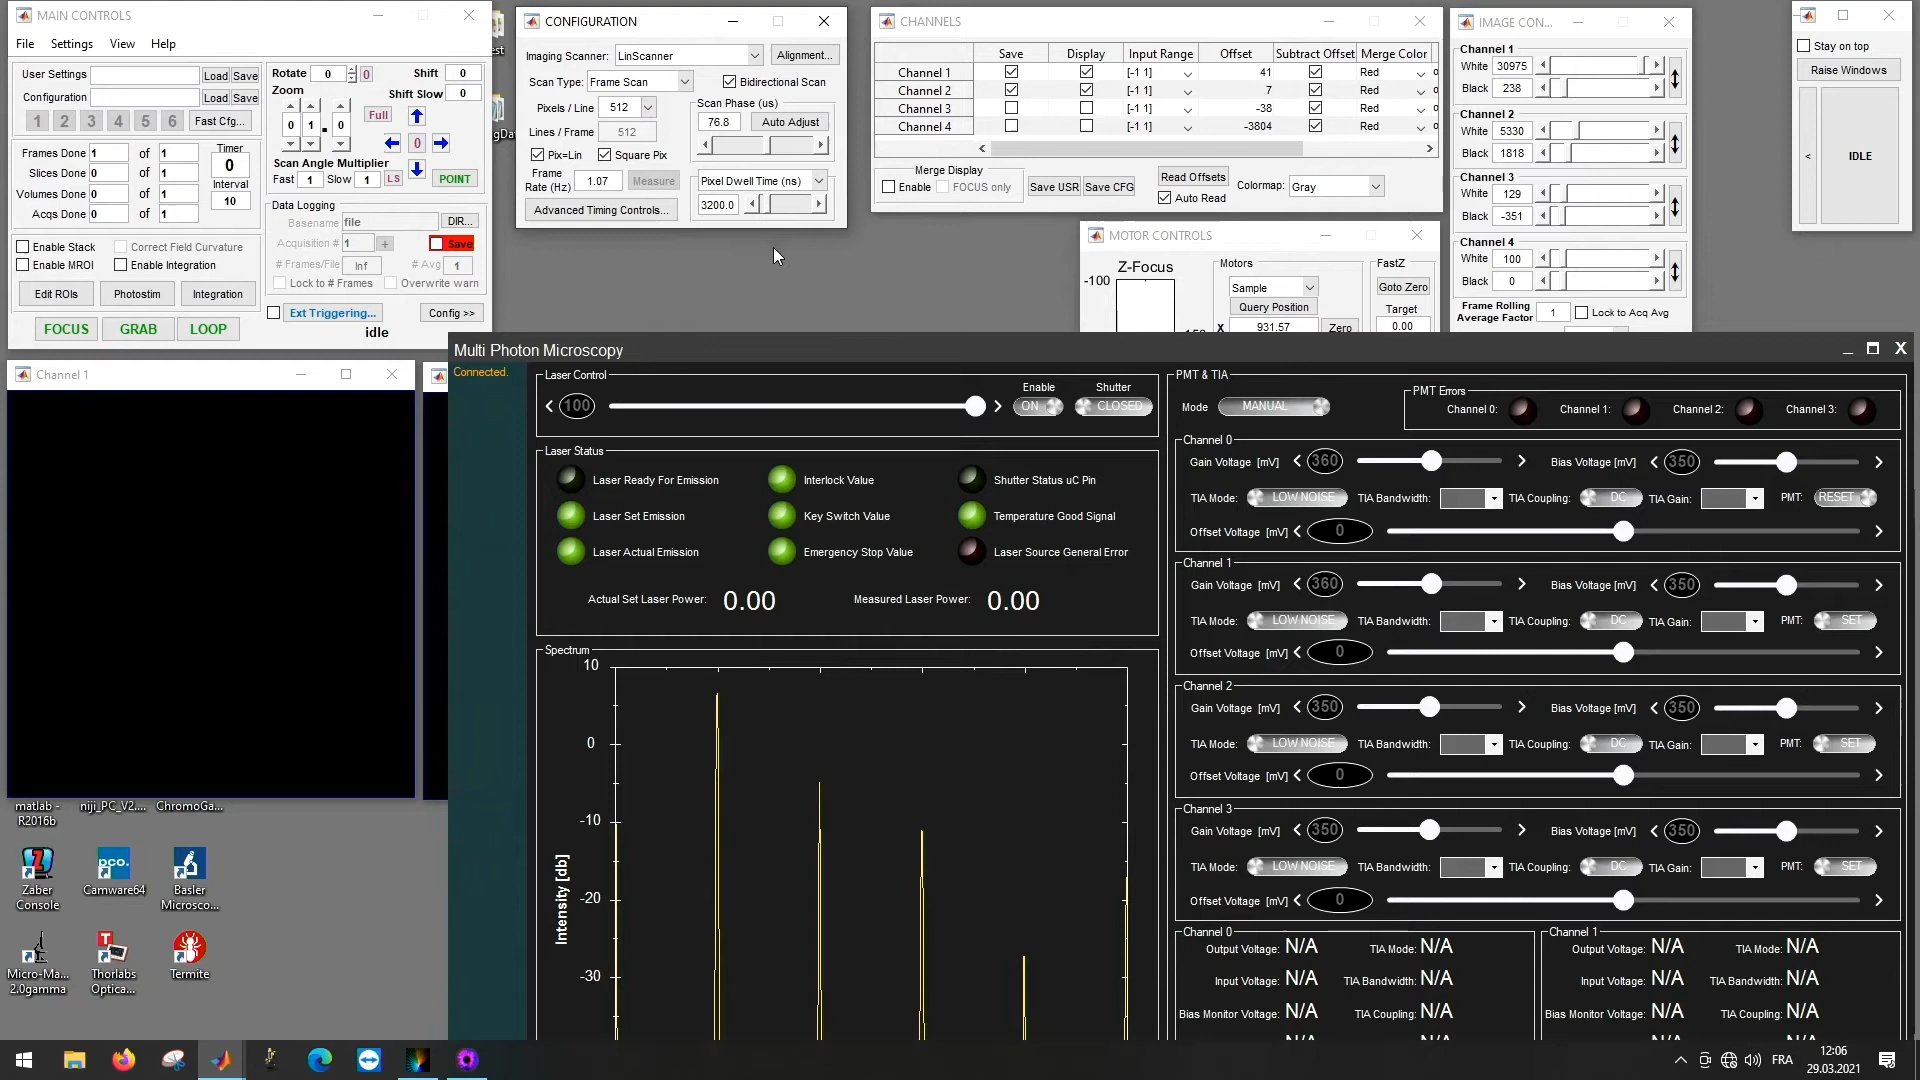 MAIN CONTROLS
File Settings View Help
User Settings Load Save
Configuration Load Save
1 2 3 4 5 6 Fast Cfg...
Frames Done 1 of 1
Slices Done 0 of 1
Volumes Done 0 of 1
Acqs Done 0 of 1
Timer
0
Interval
10
Enable Stack Correct Field Curvature
Enable MROI Enable Integration
Edit ROIs Photostim Integration
FOCUS GRAB LOOP
Rotate 0 0 Shift 0
Zoom Shift Slow 0
0 1 . 0 Full
0
Scan Angle Multiplier
Fast 1 Slow 1 LS POINT
Data Logging
Basename file DIR...
Acquisition # 1 + Save
# Frames/File Inf # Avg 1
Lock to # Frames Overwrite warn
Ext Triggering... Config >>
idle
CONFIGURATION
Imaging Scanner: LinScanner Alignment...
Scan Type: Frame Scan Bidirectional Scan
Pixels / Line 512
Lines / Frame 512
Pix=Lin Square Pix
Frame Rate (Hz) 1.07 Measure
Advanced Timing Controls...
Scan Phase (us)
76.8 Auto Adjust
Pixel Dwell Time (ns)
3200.0
CHANNELS
Save Display Input Range Offset Subtract Offset Merge Color
Channel 1 [-1 1] 41 Red
Channel 2 [-1 1] 7 Red
Channel 3 [-1 1] -38 Red
Channel 4 [-1 1] -3804 Red
Merge Display
Enable FOCUS only Save USR Save CFG
Read Offsets
Auto Read
Colormap: Gray
MOTOR CONTROLS
Z-Focus
-100
Motors
Sample
Query Position
X 931.57 Zero
FastZ
Goto Zero
Target
0.00
IMAGE CON...
Channel 1
White 30975
Black 238
Channel 2
White 5330
Black 1818
Channel 3
White 129
Black -351
Channel 4
White 100
Black 0
Frame Rolling
Average Factor 1 Lock to Acq Avg
Stay on top
Raise Windows
< IDLE
Channel 1
matlab - R2016b
niji_PC_V2....
ChromoGa...
Zaber Console
pco.
Camware64
Basler Microsco...
Micro-Ma... 2.0gamma
Thorlabs Optica...
Termite
Multi Photon Microscopy
Connected.
Laser Control
100 Enable ON Shutter CLOSED
Laser Status
Laser Ready For Emission Interlock Value Shutter Status uC Pin
Laser Set Emission Key Switch Value Temperature Good Signal
Laser Actual Emission Emergency Stop Value Laser Source General Error
Actual Set Laser Power: 0.00 Measured Laser Power: 0.00
Spectrum
10
0
-10
-20
-30
Intensity [db]
PMT & TIA
Mode MANUAL
PMT Errors
Channel 0: Channel 1: Channel 2: Channel 3:
Channel 0
Gain Voltage [mV] 360 Bias Voltage [mV] 350
TIA Mode: LOW NOISE TIA Bandwidth: TIA Coupling: DC TIA Gain: PMT: RESET
Offset Voltage [mV] 0
Channel 1
Gain Voltage [mV] 360 Bias Voltage [mV] 350
TIA Mode: LOW NOISE TIA Bandwidth: TIA Coupling: DC TIA Gain: PMT: SET
Offset Voltage [mV] 0
Channel 2
Gain Voltage [mV] 350 Bias Voltage [mV] 350
TIA Mode: LOW NOISE TIA Bandwidth: TIA Coupling: DC TIA Gain: PMT: SET
Offset Voltage [mV] 0
Channel 3
Gain Voltage [mV] 350 Bias Voltage [mV] 350
TIA Mode: LOW NOISE TIA Bandwidth: TIA Coupling: DC TIA Gain: PMT: SET
Offset Voltage [mV] 0
Channel 0
Output Voltage: N/A TIA Mode: N/A
Input Voltage: N/A TIA Bandwidth: N/A
Bias Monitor Voltage: N/A TIA Coupling: N/A
Channel 1
Output Voltage: N/A TIA Mode: N/A
Input Voltage: N/A TIA Bandwidth: N/A
Bias Monitor Voltage: N/A TIA Coupling: N/A
FRA
12:06
29.03.2021